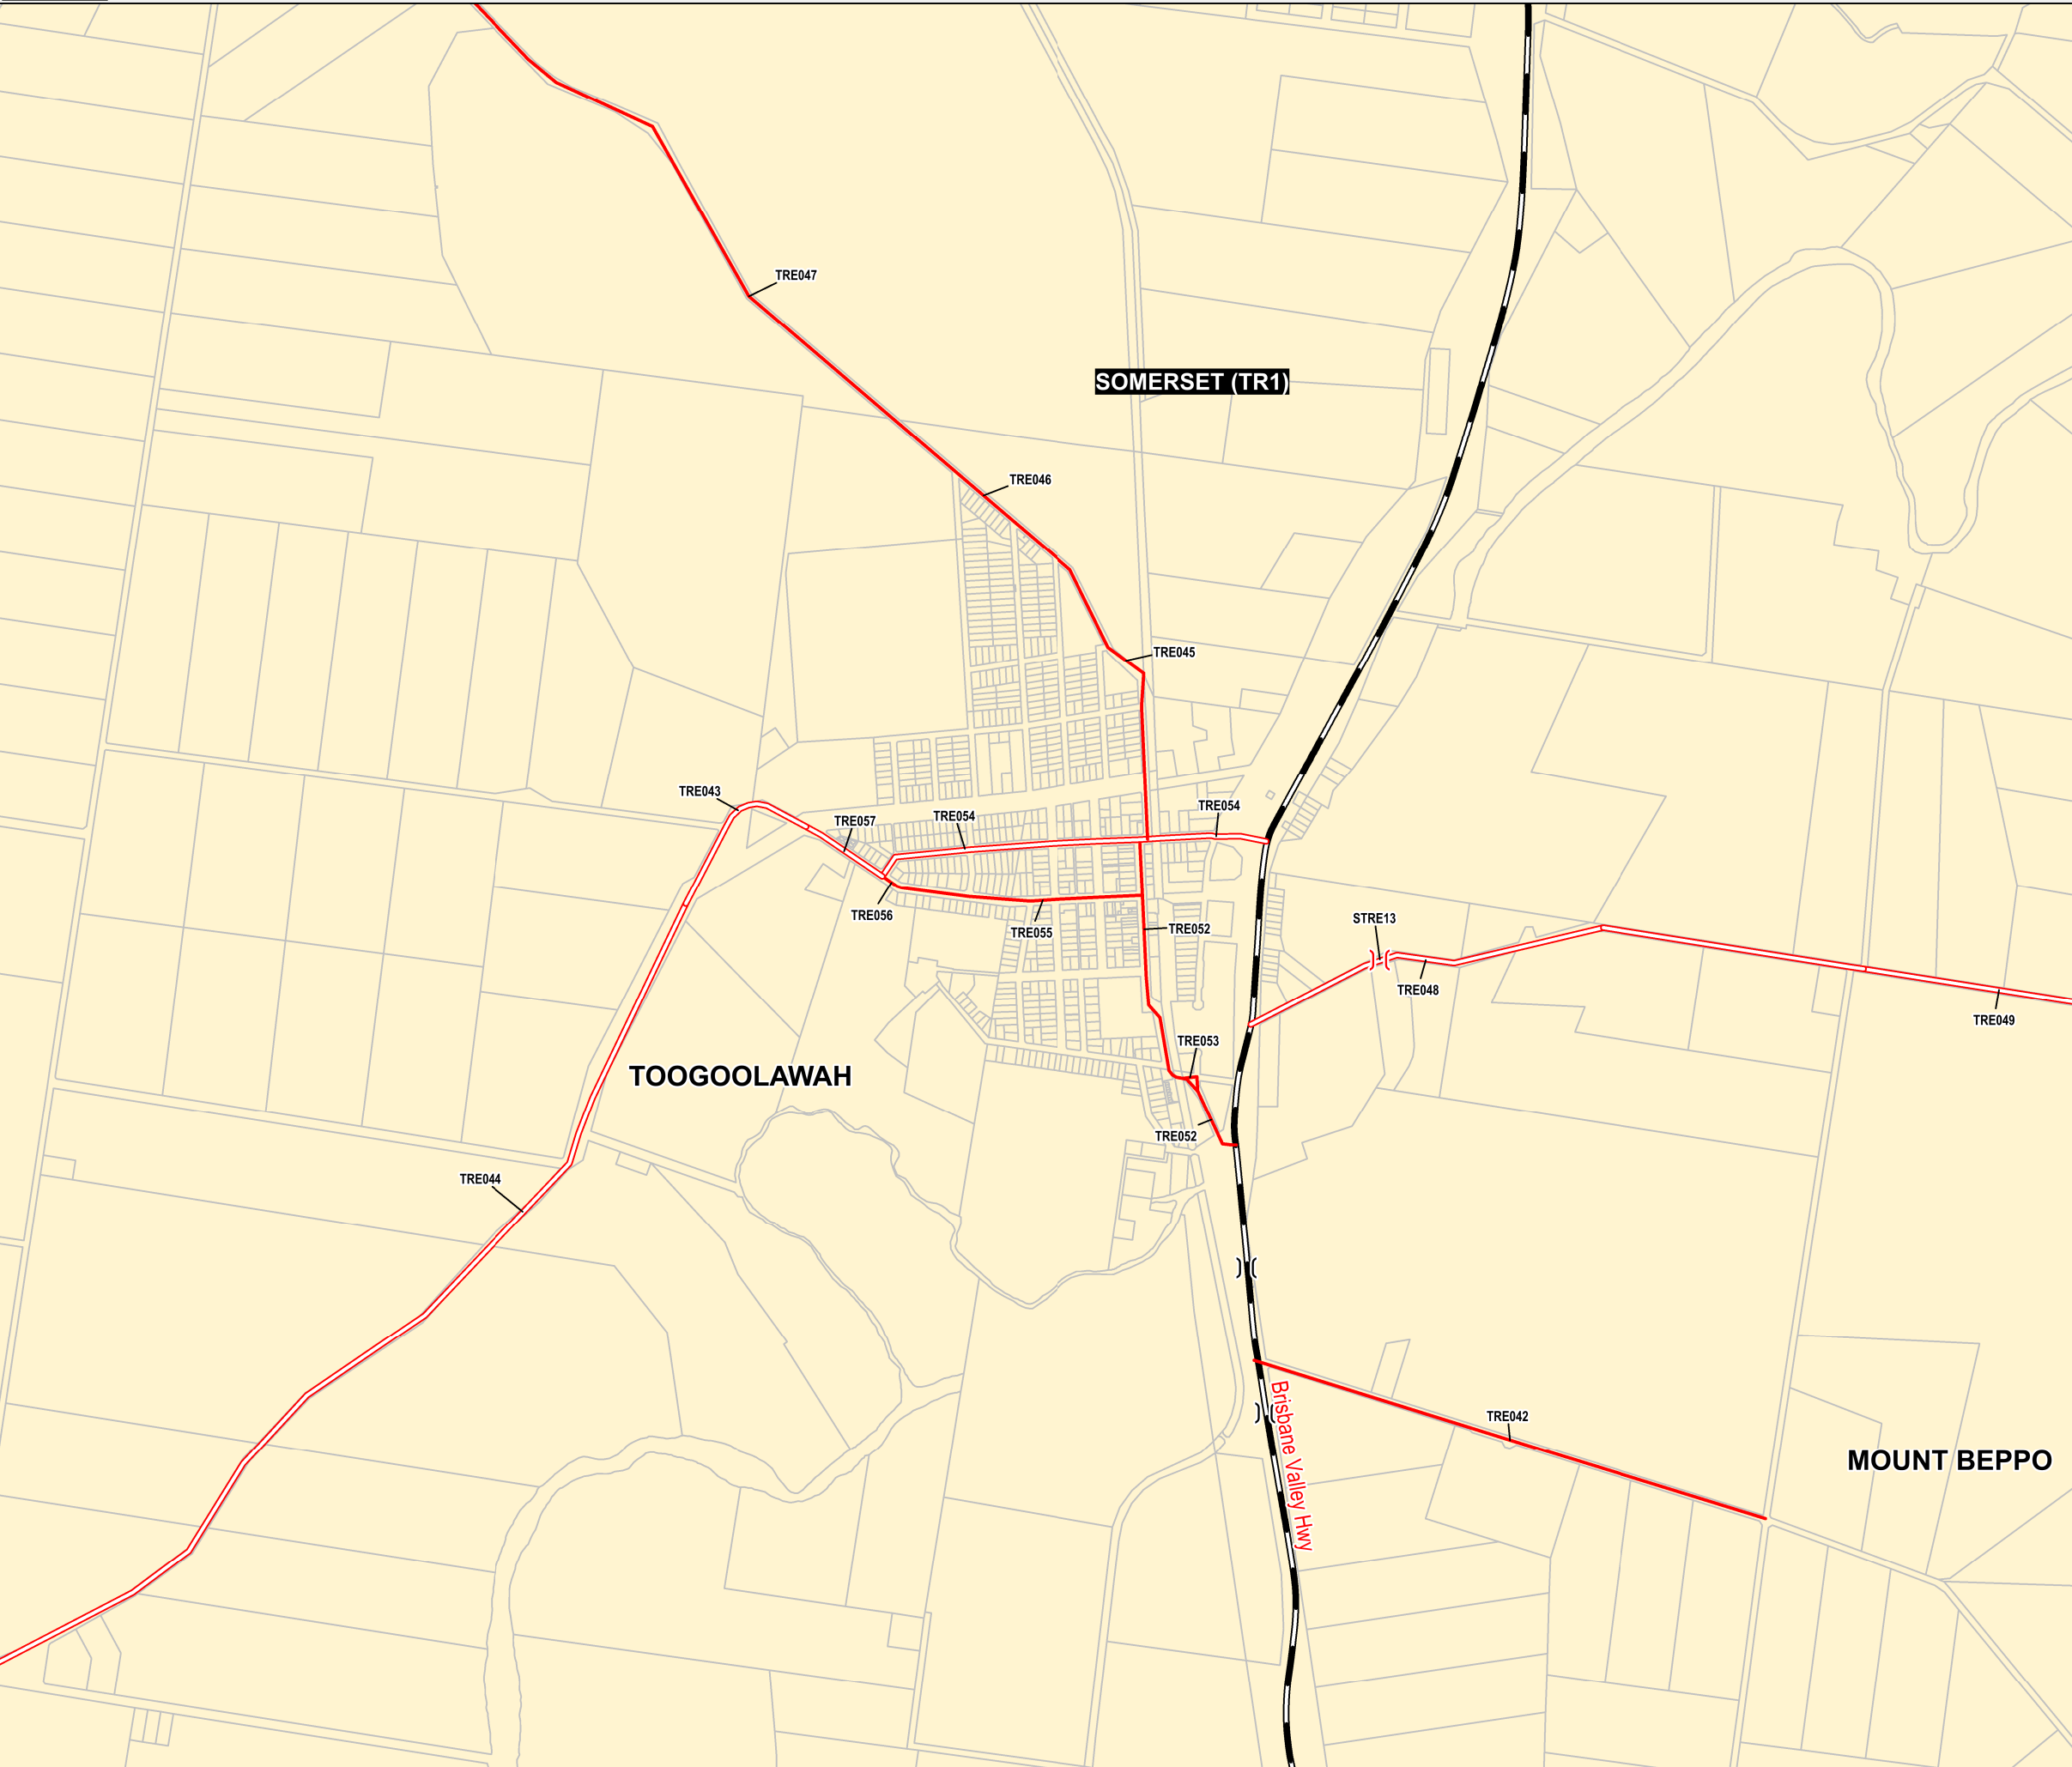 TRE047
SOMERSET (TR1)
TRE046
TRE045
TRE043
TRE057
TRE054
TRE054
TRE056
TRE055
TRE052
STRE13
TRE048
TRE049
TRE053
TOOGOOLAWAH
TRE052
TRE044
TRE042
Brisbane Valley Hwy
MOUNT BEPPO